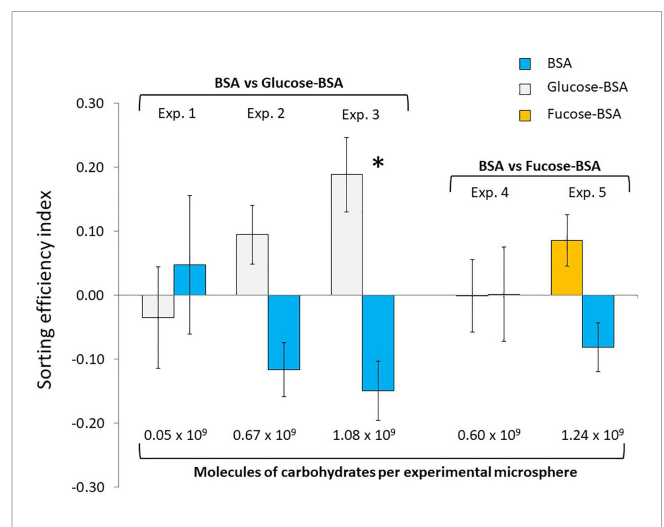 BSA
Glucose-BSA
Fucose-BSA
BSA vs Glucose-BSA
Exp. 1 Exp. 2 Exp. 3
*
BSA vs Fucose-BSA
Exp. 4 Exp. 5
Sorting efficiency index
0.30
0.20
0.10
0.00
-0.10
-0.20
-0.30
0.05 x 10⁹ 0.67 x 10⁹ 1.08 x 10⁹ 0.60 x 10⁹ 1.24 x 10⁹
Molecules of carbohydrates per experimental microsphere